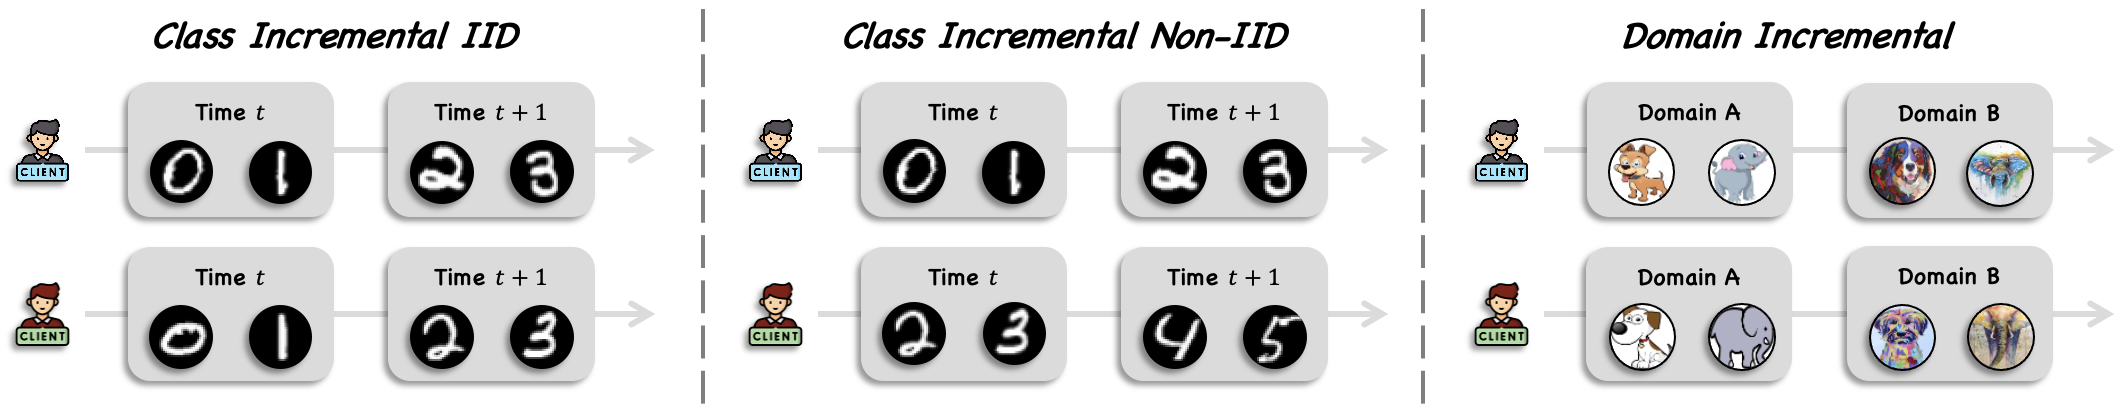 Class Incremental IID
Time t
Time t + 1
CLIENT
0 1 2 3
Time t
Time t + 1
CLIENT
0 1 2 3
Class Incremental Non-IID
Time t
Time t + 1
CLIENT
0 1 2 3
Time t
Time t + 1
CLIENT
2 3 4 5
Domain Incremental
Domain A
Domain B
CLIENT
Domain A
Domain B
CLIENT